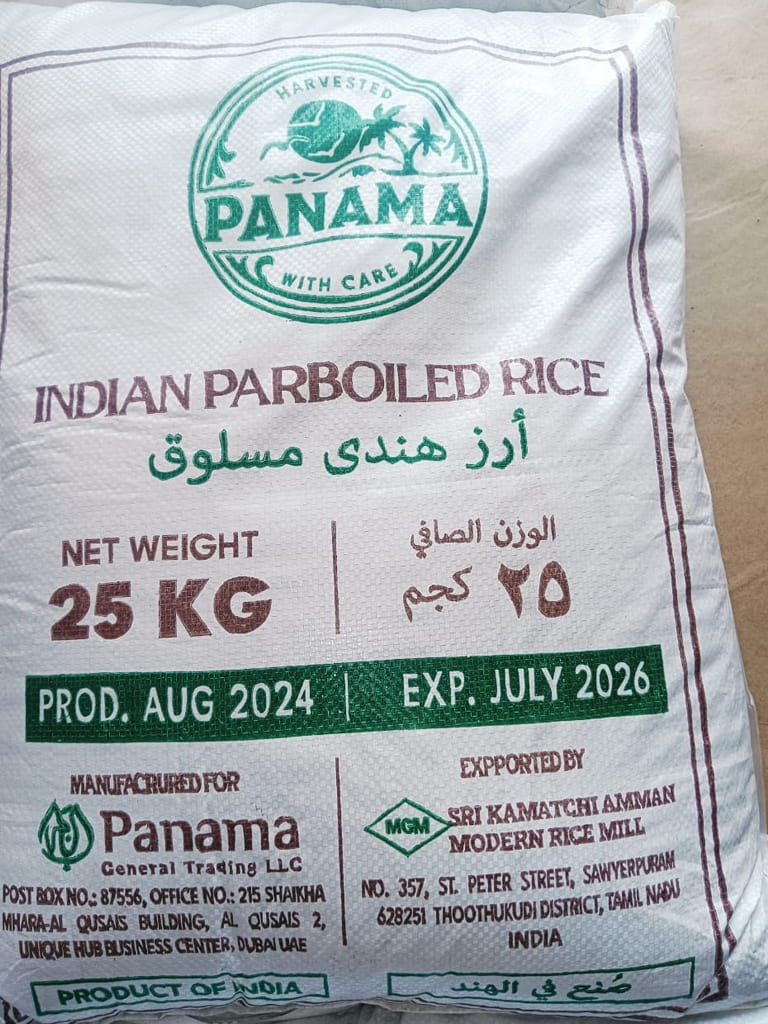 HARVESTED
PANAMA
WITH CARE
INDIAN PARBOILED RICE
أرز هندى مسلوق
NET WEIGHT
25 KG
الوزن الصافي
٢٥ كجم
PROD. AUG 2024 | EXP. JULY 2026
MANUFACRURED FOR
Panama
General Trading LLC
POST BOX NO.: 87556, OFFICE NO.: 215 SHAIKHA
MHARA-AL QUSAIS BUILDING, AL QUSAIS 2,
UNIQUE HUB BUSINESS CENTER, DUBAI UAE
EXPPORTED BY
MGM
SRI KAMATCHI AMMAN
MODERN RICE MILL
NO. 357, ST. PETER STREET, SAWYERPURAM
628251 THOOTHUKUDI DISTRICT, TAMIL NADU
INDIA
PRODUCT OF INDIA
صُنع في الهند